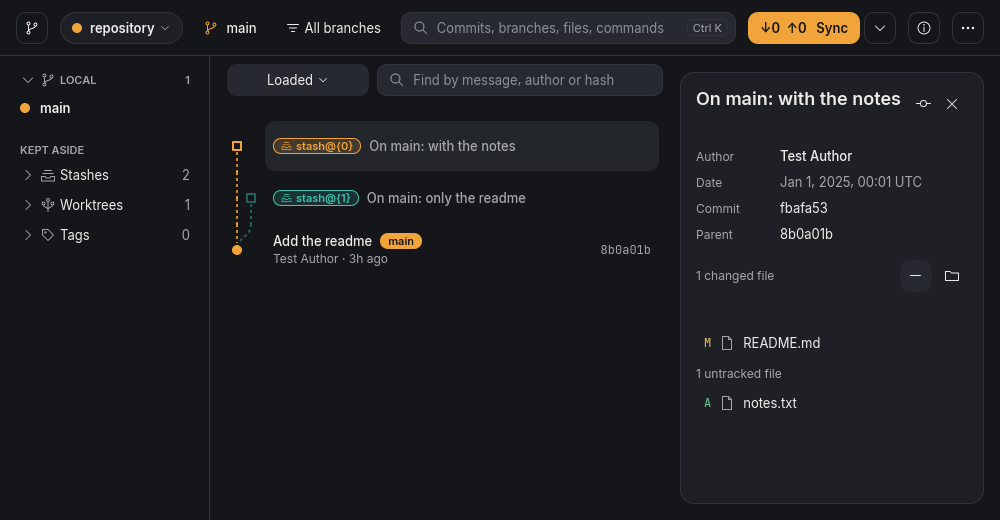 repository
main
All branches
Commits, branches, files, commands
Ctrl K
↓0 ↑0 Sync
LOCAL 1
main
KEPT ASIDE
Stashes 2
Worktrees 1
Tags 0
Loaded
Find by message, author or hash
stash@{0} On main: with the notes
stash@{1} On main: only the readme
Add the readme main
Test Author · 3h ago
8b0a01b
On main: with the notes
Author Test Author
Date Jan 1, 2025, 00:01 UTC
Commit fbafa53
Parent 8b0a01b
1 changed file
M README.md
1 untracked file
A notes.txt